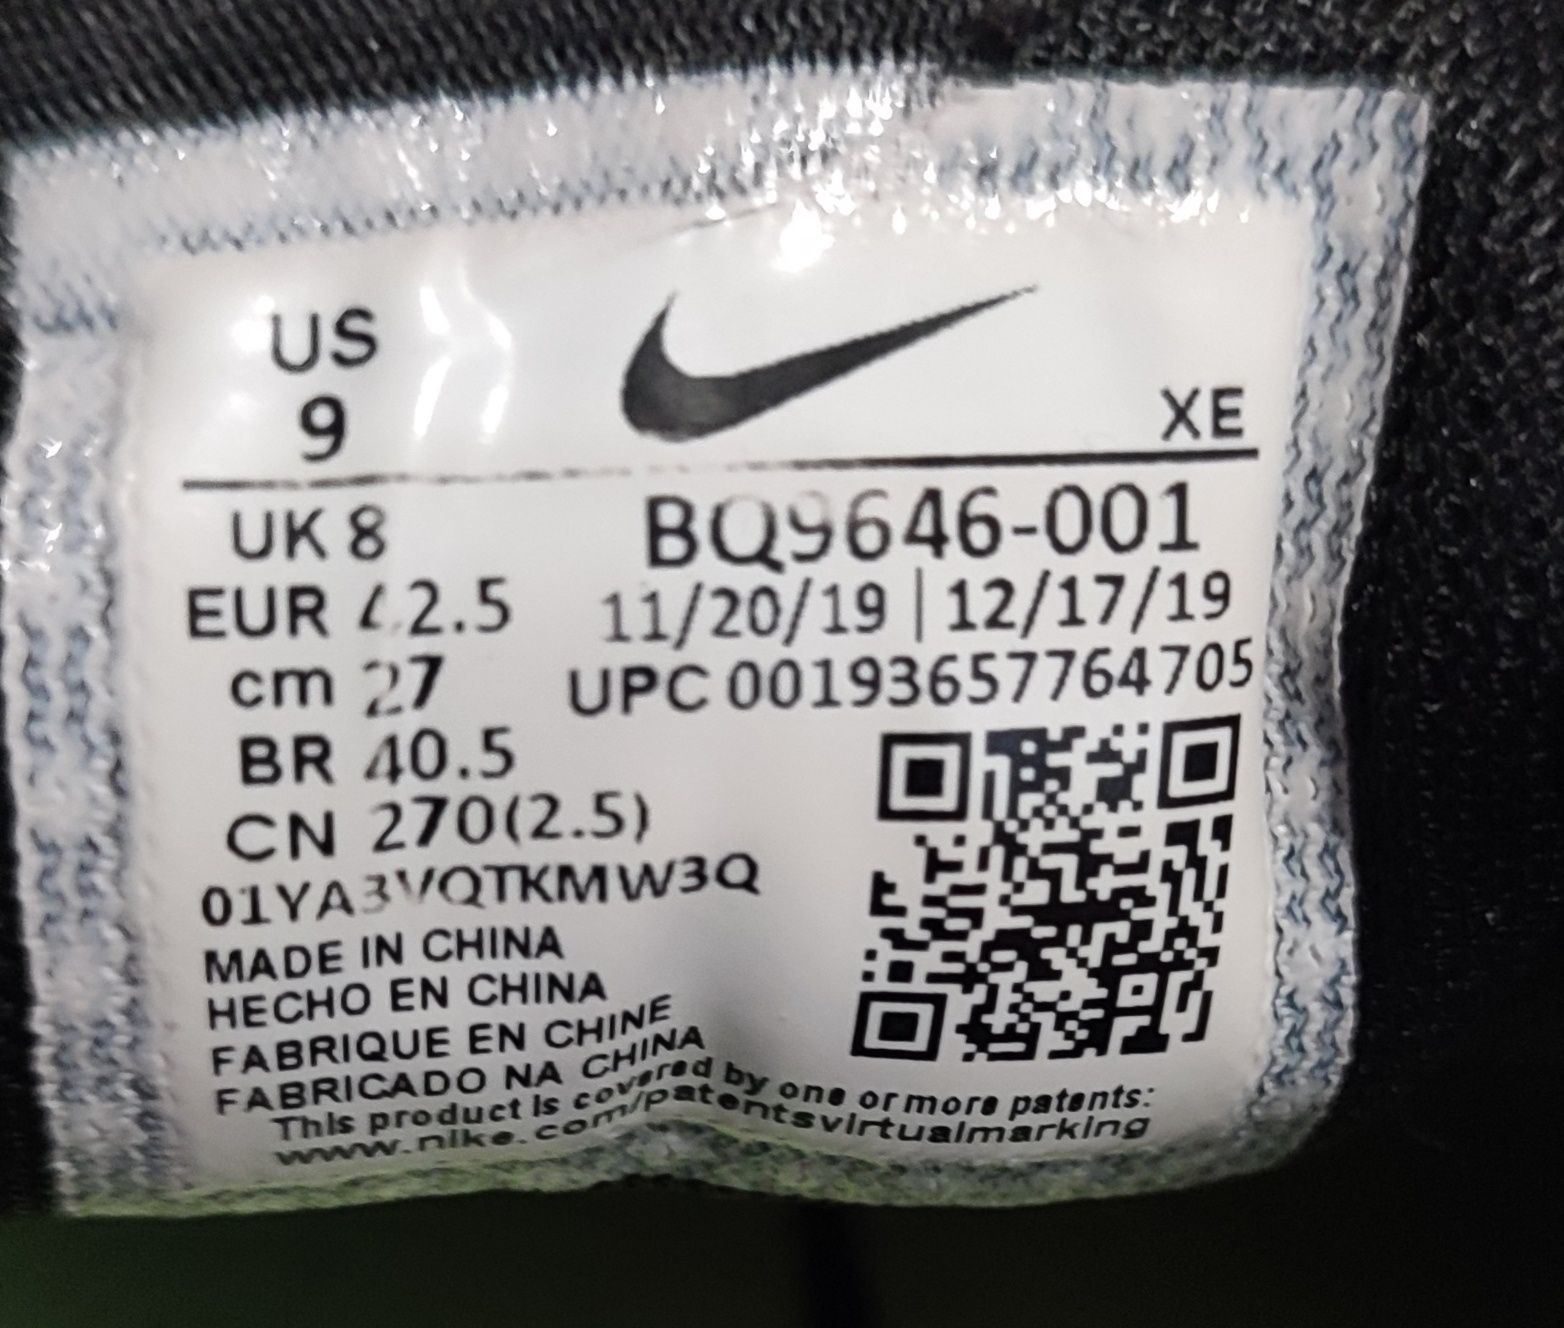 US
9
XE
UK 8
BQ9646-001
EUR 42.5
11/20/19 | 12/17/19
cm 27
UPC 00193657764705
BR 40.5
CN 270(2.5)
01YA3VQTKMW3Q
MADE IN CHINA
HECHO EN CHINA
FABRIQUE EN CHINE
FABRICADO NA CHINA
This product is covered by one or more patents:
www.nike.com/patentsvirtualmarking